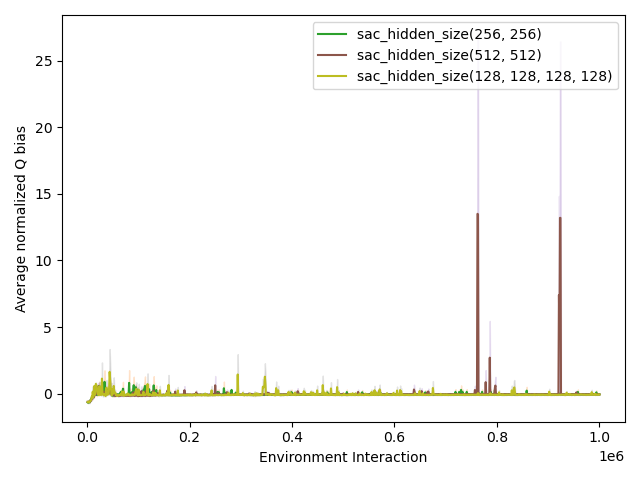 sac_hidden_size(256, 256)
sac_hidden_size(512, 512)
sac_hidden_size(128, 128, 128, 128)
Average normalized Q bias
25
20
15
10
5
0
0.0 0.2 0.4 0.6 0.8 1.0
1e6
Environment Interaction